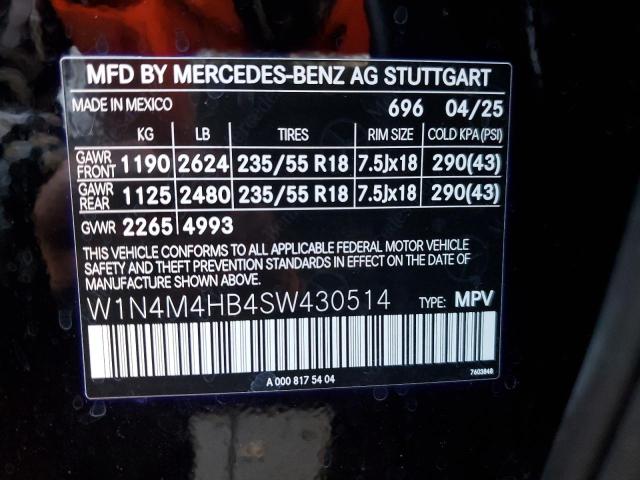 MFD BY MERCEDES-BENZ AG STUTTGART
MADE IN MEXICO 696 04/25
KG LB TIRES RIM SIZE COLD KPA(PSI)
GAWR FRONT 1190 2624 235/55 R18 7.5Jx18 290(43)
GAWR REAR 1125 2480 235/55 R18 7.5Jx18 290(43)
GVWR 2265 4993
THIS VEHICLE CONFORMS TO ALL APPLICABLE FEDERAL MOTOR VEHICLE
SAFETY AND THEFT PREVENTION STANDARDS IN EFFECT ON THE DATE OF
MANUFACTURE SHOWN ABOVE.
W1N4M4HB4SW430514 TYPE: MPV
A 000 817 54 04
7603848